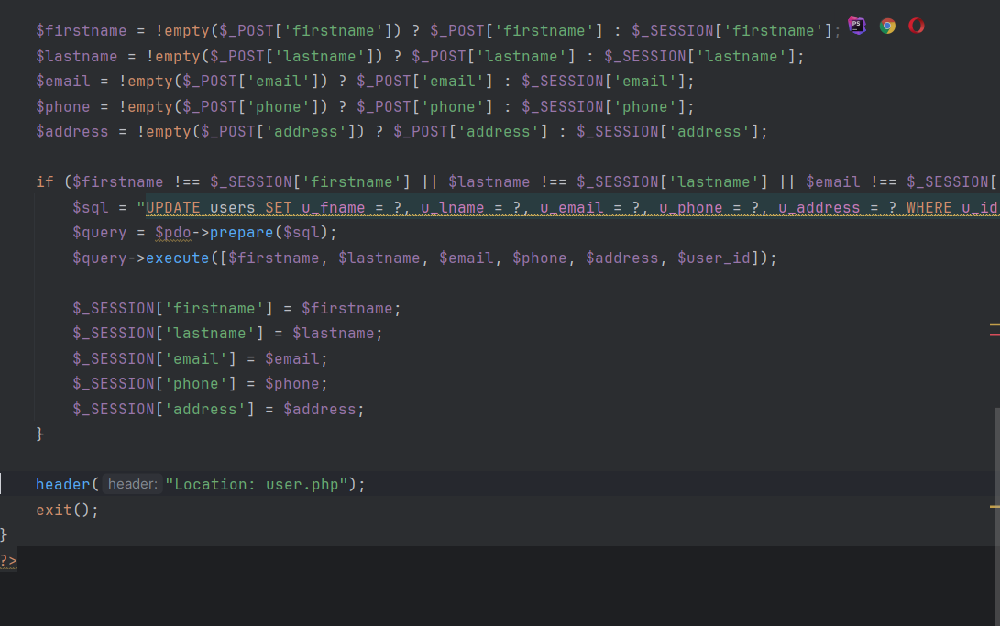 $firstname = !empty($_POST['firstname']) ? $_POST['firstname'] : $_SESSION['firstname'];
$lastname = !empty($_POST['lastname']) ? $_POST['lastname'] : $_SESSION['lastname'];
$email = !empty($_POST['email']) ? $_POST['email'] : $_SESSION['email'];
$phone = !empty($_POST['phone']) ? $_POST['phone'] : $_SESSION['phone'];
$address = !empty($_POST['address']) ? $_POST['address'] : $_SESSION['address'];
if ($firstname !== $_SESSION['firstname'] || $lastname !== $_SESSION['lastname'] || $email !== $_SESSION[
$sql = "UPDATE users SET u_fname = ?, u_lname = ?, u_email = ?, u_phone = ?, u_address = ? WHERE u_id
$query = $pdo->prepare($sql);
$query->execute([$firstname, $lastname, $email, $phone, $address, $user_id]);
$_SESSION['firstname'] = $firstname;
$_SESSION['lastname'] = $lastname;
$_SESSION['email'] = $email;
$_SESSION['phone'] = $phone;
$_SESSION['address'] = $address;
}
header( header: "Location: user.php");
exit();
}
?>